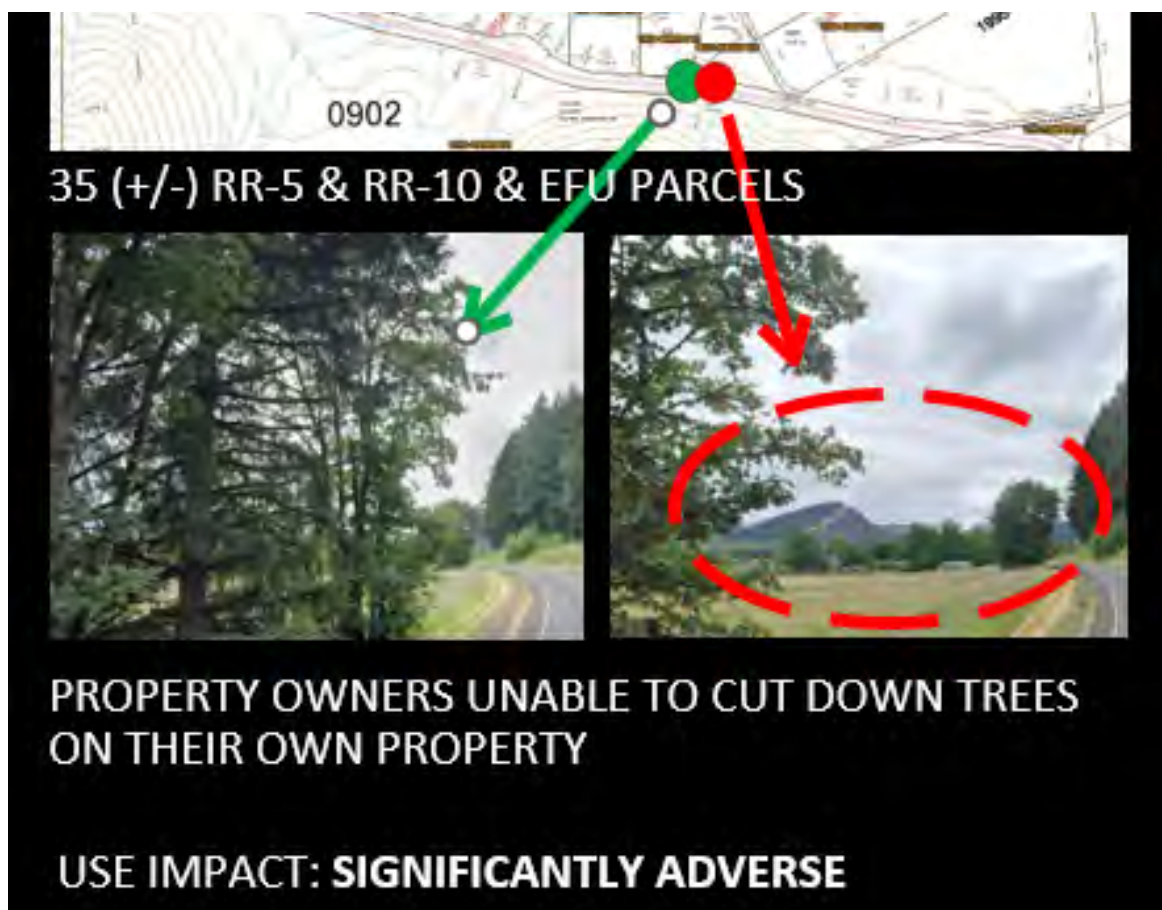 1990
0902
35 (+/-) RR-5 & RR-10 & EFU PARCELS
PROPERTY OWNERS UNABLE TO CUT DOWN TREES
ON THEIR OWN PROPERTY
USE IMPACT: SIGNIFICANTLY ADVERSE